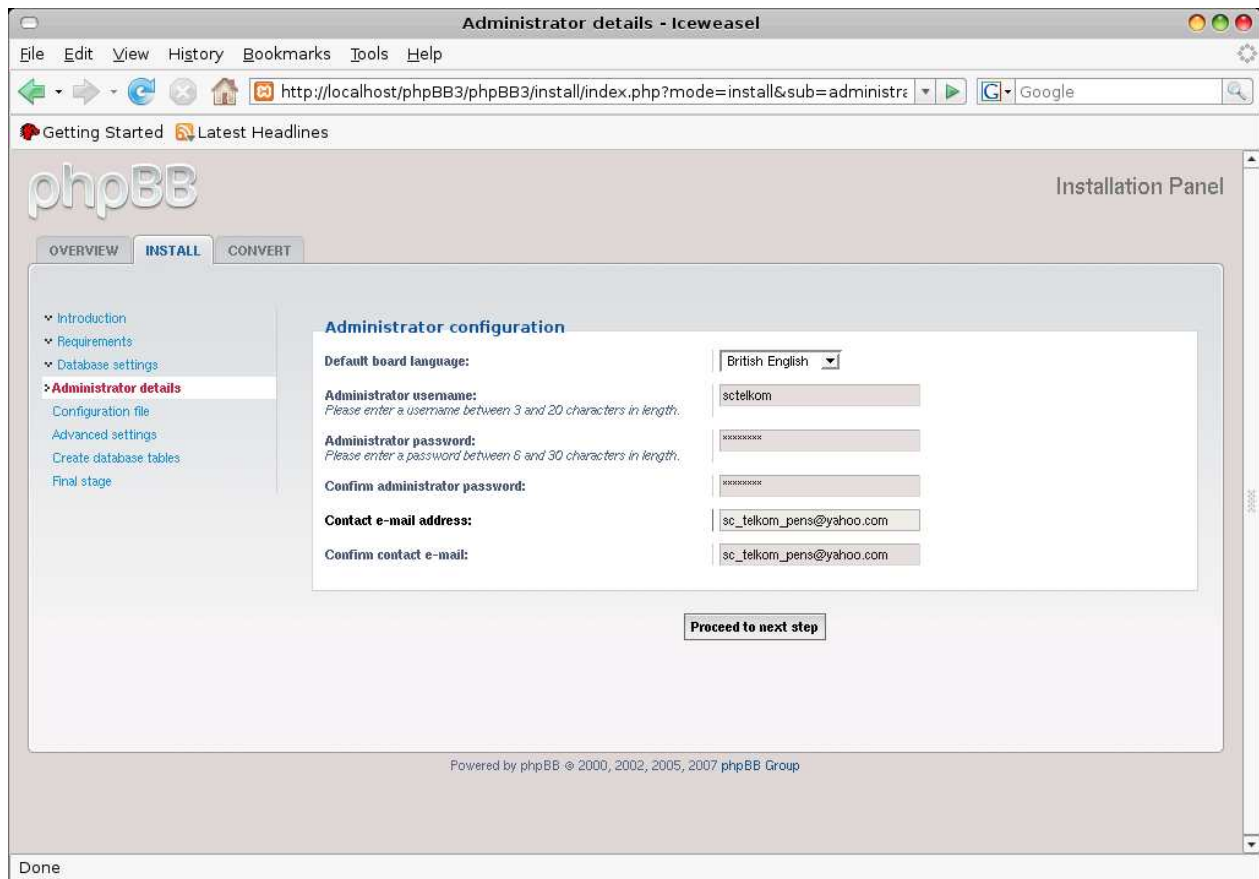 Administrator details - Iceweasel
File Edit View History Bookmarks Tools Help
http://localhost/phpBB3/phpBB3/install/index.php?mode=install&sub=administra
G Google
Getting Started Latest Headlines
phpBB
Installation Panel
OVERVIEW INSTALL CONVERT
Introduction
Requirements
Database settings
Administrator details
Configuration file
Advanced settings
Create database tables
Final stage
Administrator configuration
Default board language: British English
Administrator username: sctelkom
Please enter a username between 3 and 20 characters in length.
Administrator password: ××××××××
Please enter a password between 6 and 30 characters in length.
Confirm administrator password: ××××××××
Contact e-mail address: sc_telkom_pens@yahoo.com
Confirm contact e-mail: sc_telkom_pens@yahoo.com
Proceed to next step
Powered by phpBB © 2000, 2002, 2005, 2007 phpBB Group
Done